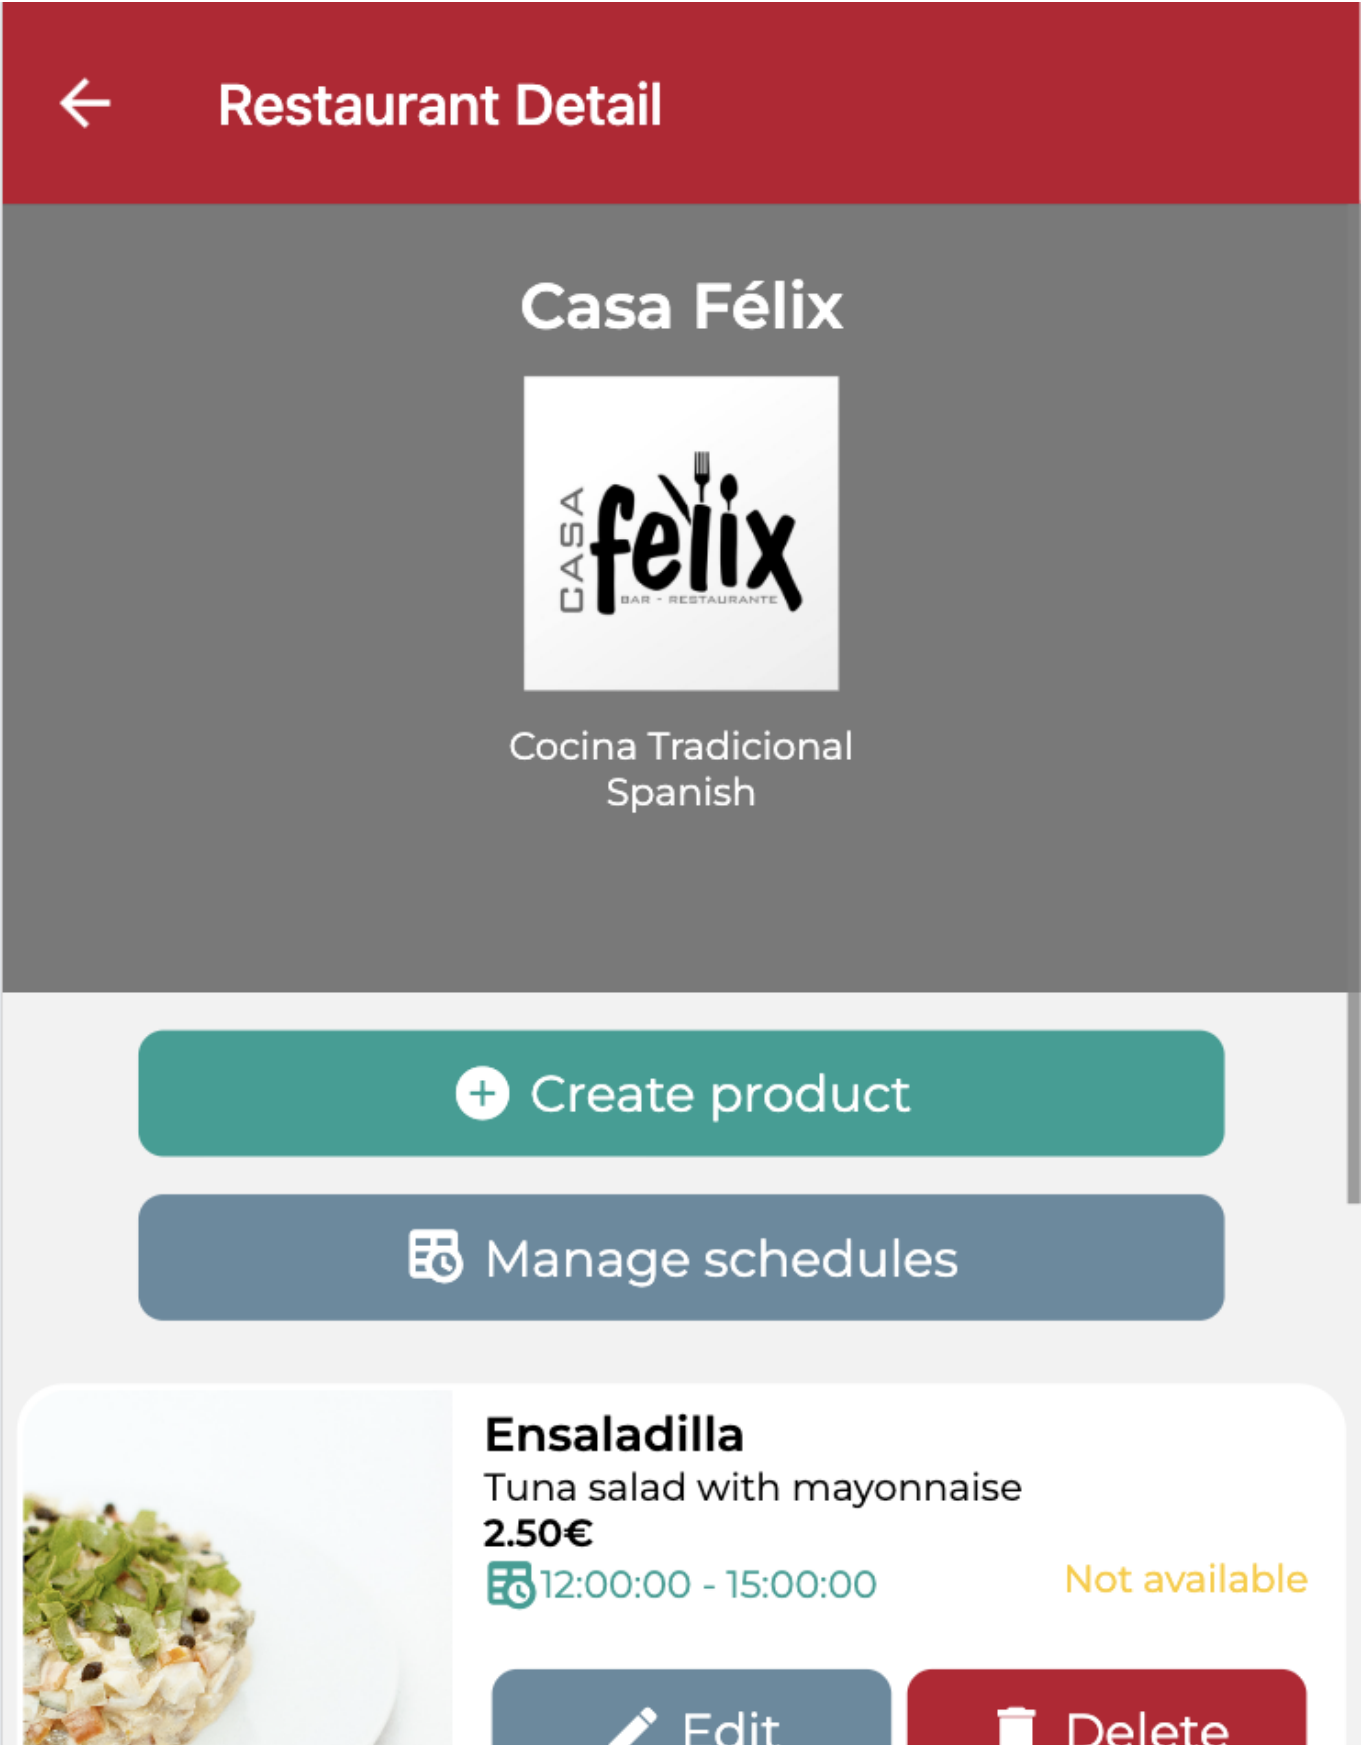 Restaurant Detail
Casa Félix
CASA
felix
BAR - RESTAURANTE
Cocina Tradicional
Spanish
Create product
Manage schedules
Ensaladilla
Tuna salad with mayonnaise
2.50€
12:00:00 - 15:00:00
Not available
Edit
Delete